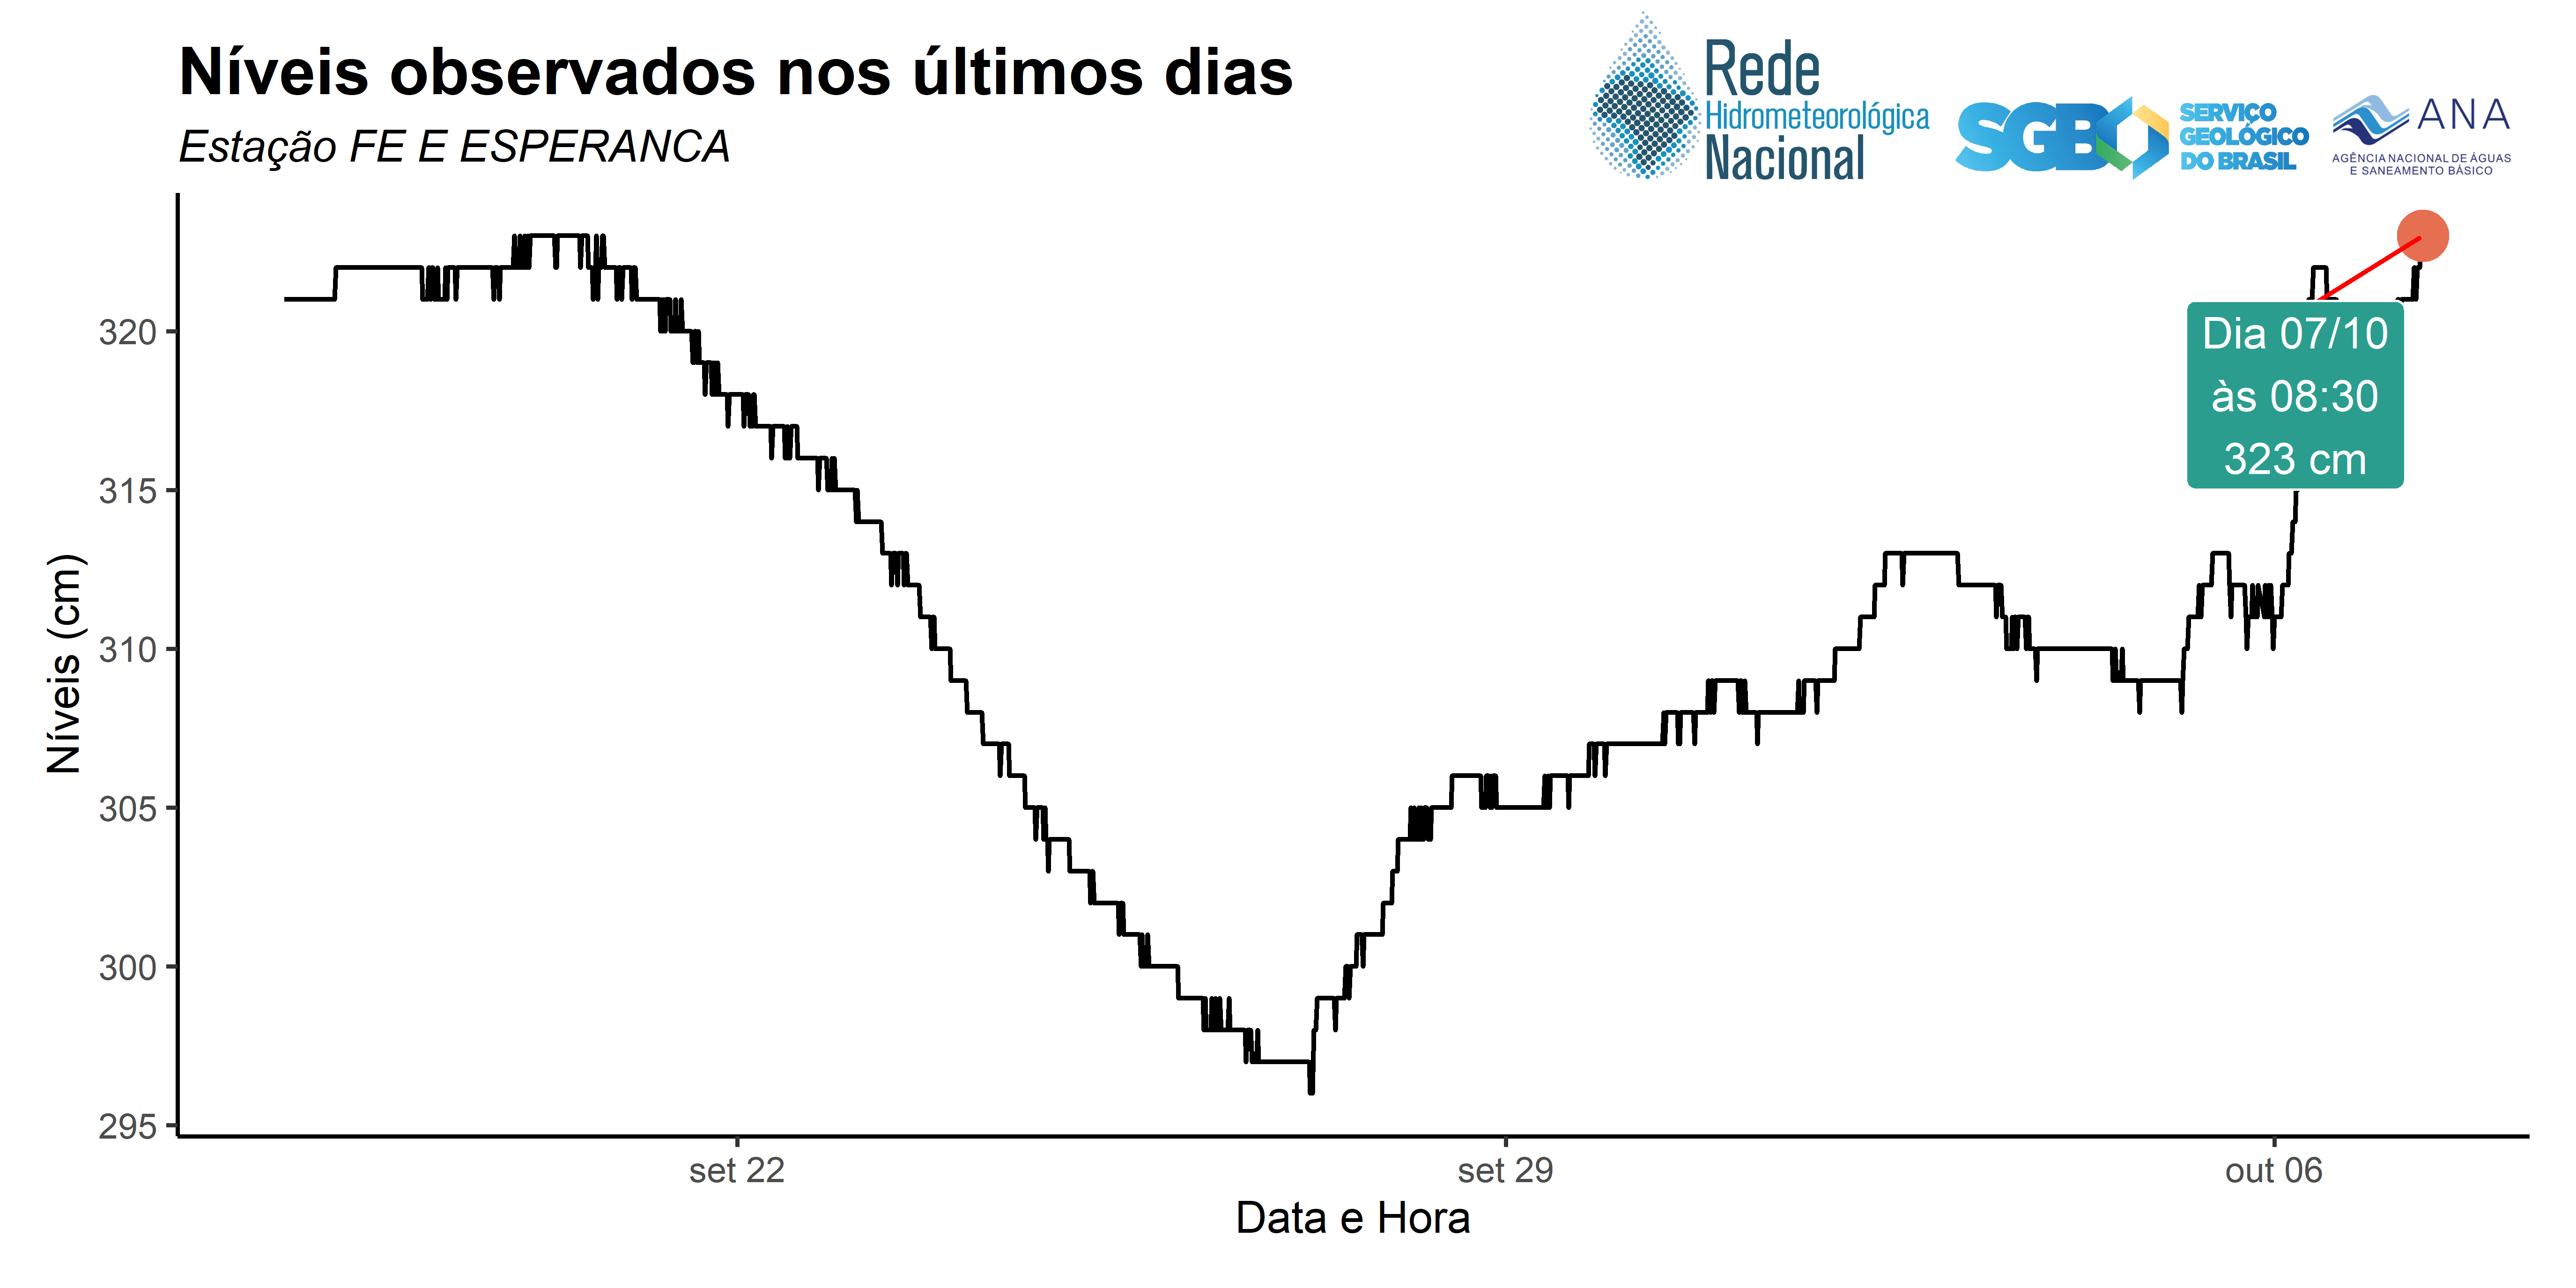 Níveis observados nos últimos dias
Estação FE E ESPERANCA
Rede
Hidrometeorológica
Nacional
SGB
SERVIÇO
GEOLÓGICO
DO BRASIL
ANA
AGÊNCIA NACIONAL DE ÁGUAS
E SANEAMENTO BÁSICO
Níveis (cm)
320
315
310
305
300
295
Dia 07/10
às 08:30
323 cm
set 22
set 29
out 06
Data e Hora